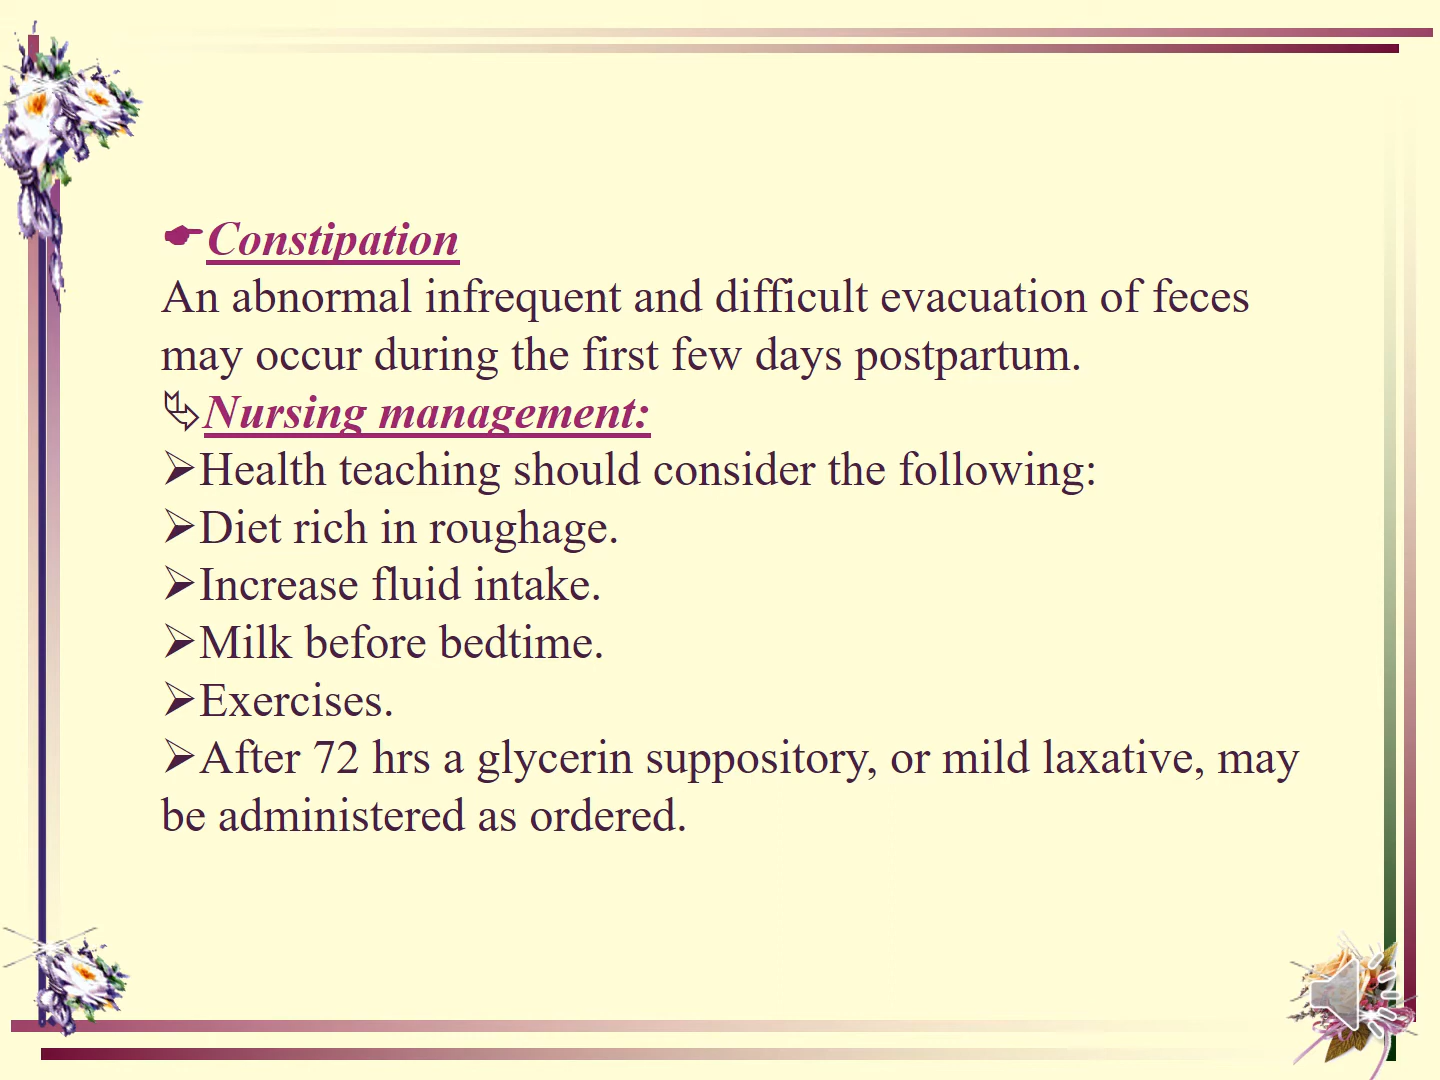 ☛Constipation
An abnormal infrequent and difficult evacuation of feces
may occur during the first few days postpartum.
⮱Nursing management:
➢Health teaching should consider the following:
➢Diet rich in roughage.
➢Increase fluid intake.
➢Milk before bedtime.
➢Exercises.
➢After 72 hrs a glycerin suppository, or mild laxative, may
be administered as ordered.